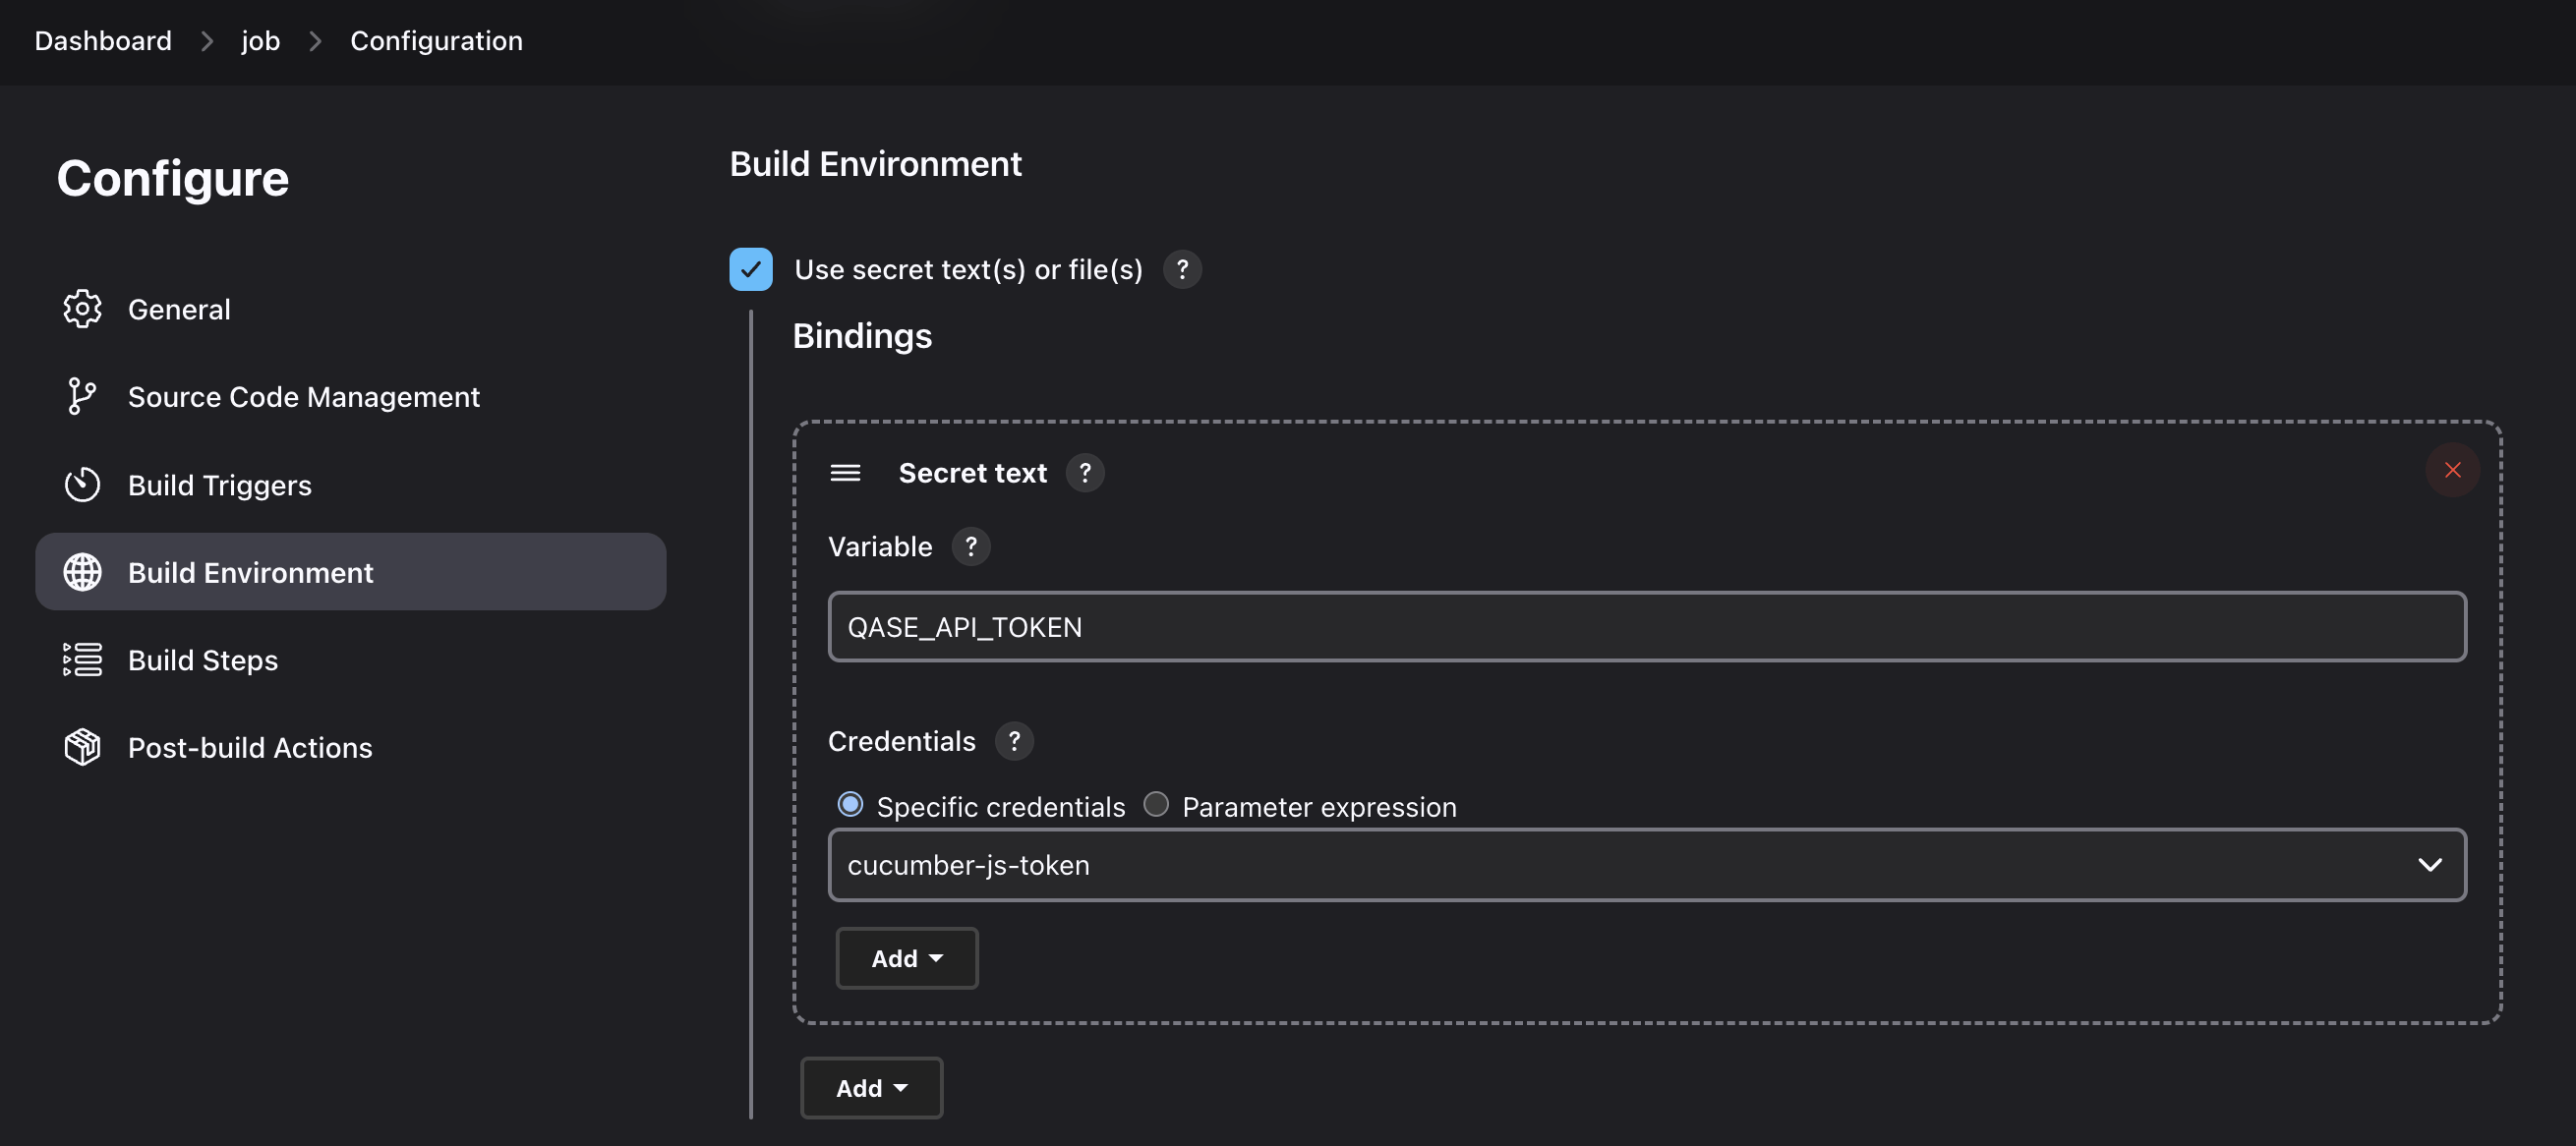 Dashboard > job > Configuration
Configure
General
Source Code Management
Build Triggers
Build Environment
Build Steps
Post-build Actions
Build Environment
Use secret text(s) or file(s) ?
Bindings
Secret text ?
Variable ?
QASE_API_TOKEN
Credentials ?
Specific credentials Parameter expression
cucumber-js-token
Add
Add